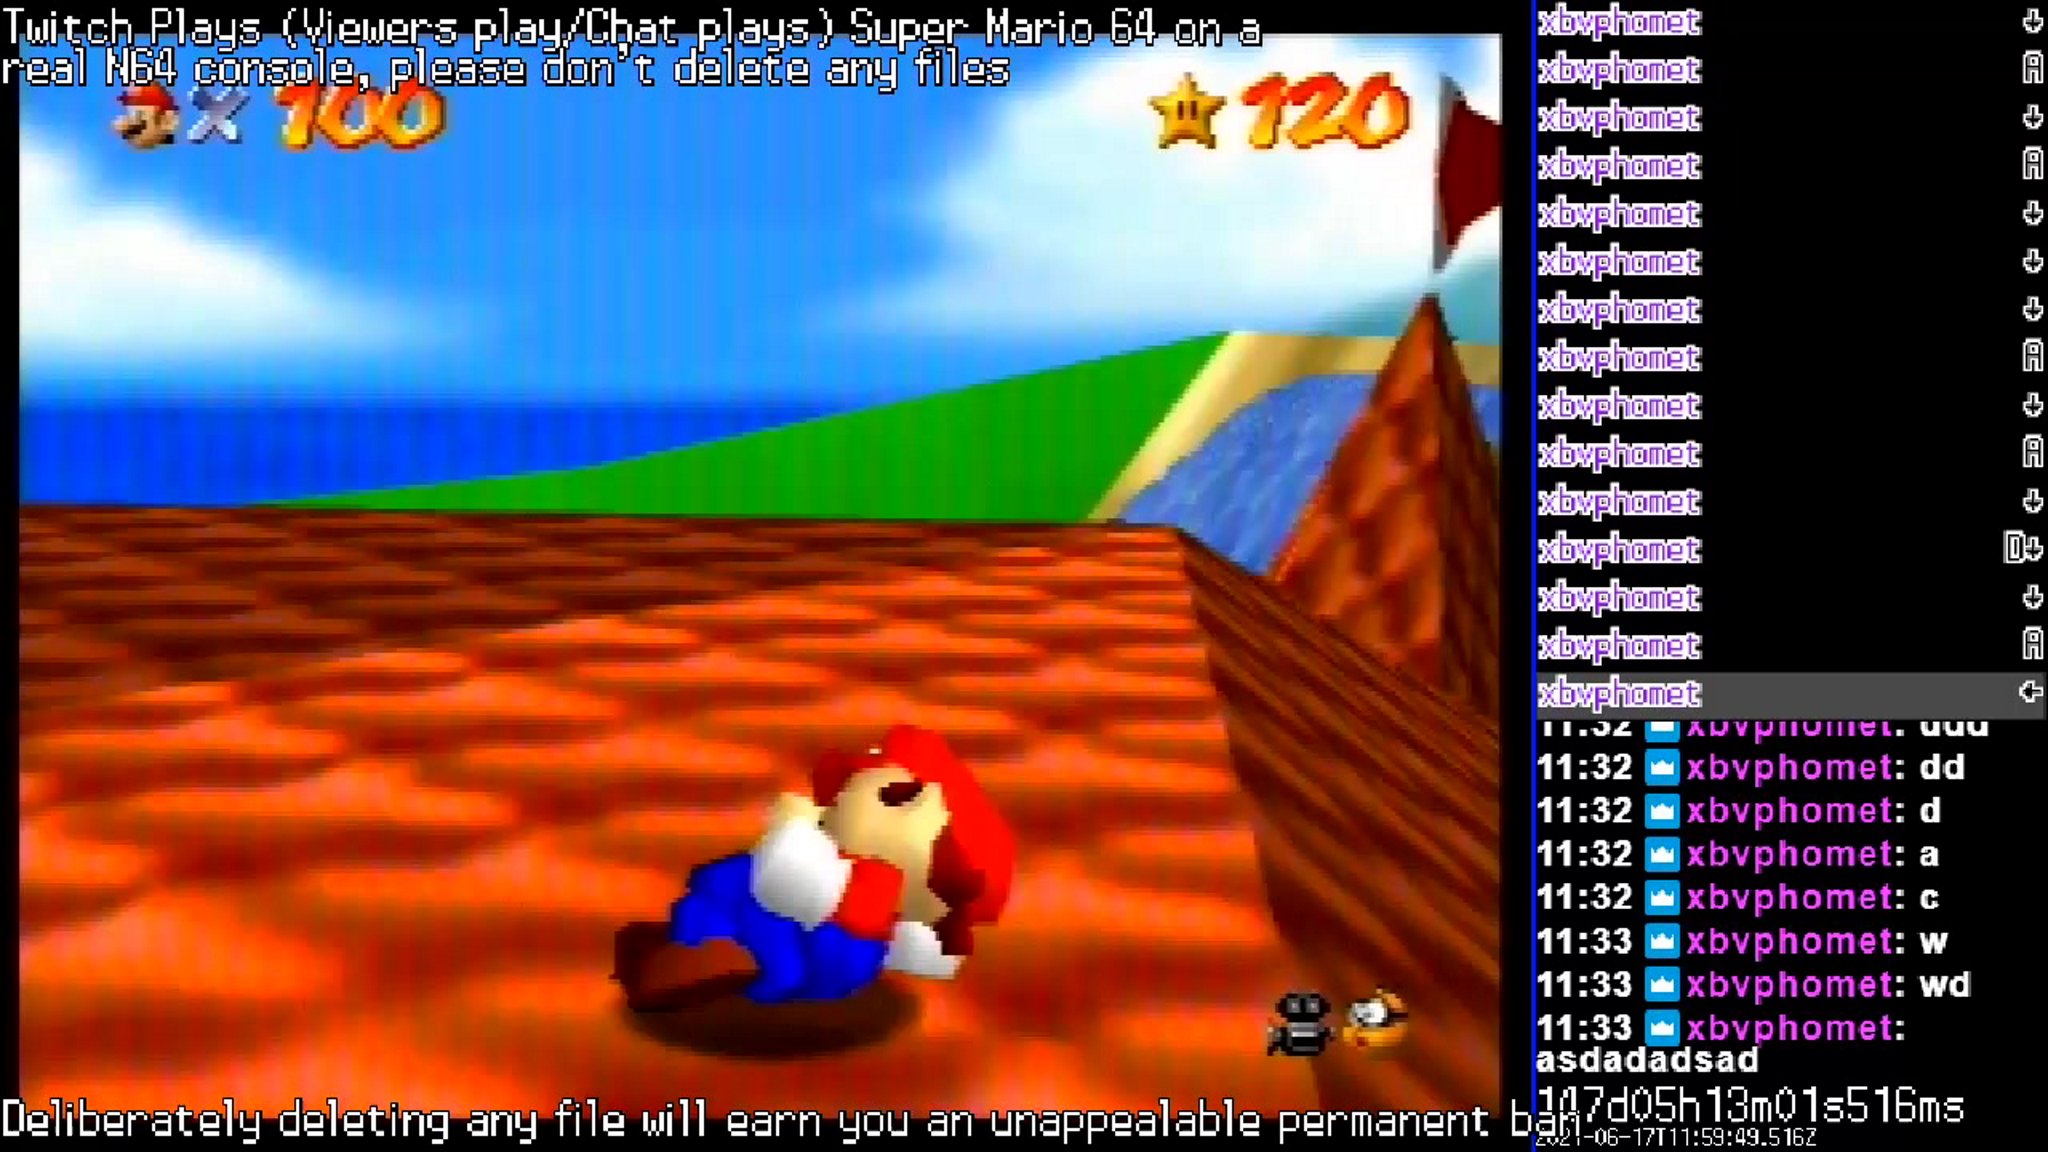 Twitch Plays (Viewers play/Chat plays) Super Mario 64 on a
real N64 console, please don't delete any files
100
120
xbvphomet ↓
xbvphomet A
xbvphomet ↓
xbvphomet A
xbvphomet ↓
xbvphomet ↓
xbvphomet ↓
xbvphomet A
xbvphomet ↓
xbvphomet A
xbvphomet ↓
xbvphomet D↓
xbvphomet ↓
xbvphomet A
xbvphomet ←
11:32 xbvphomet: ddd
11:32 xbvphomet: dd
11:32 xbvphomet: d
11:32 xbvphomet: a
11:32 xbvphomet: c
11:33 xbvphomet: w
11:33 xbvphomet: wd
11:33 xbvphomet:
asdadadsad
147d05h13m01s516ms
Deliberately deleting any file will earn you an unappealable permanent ban
2021-06-17T11:59:49.516Z